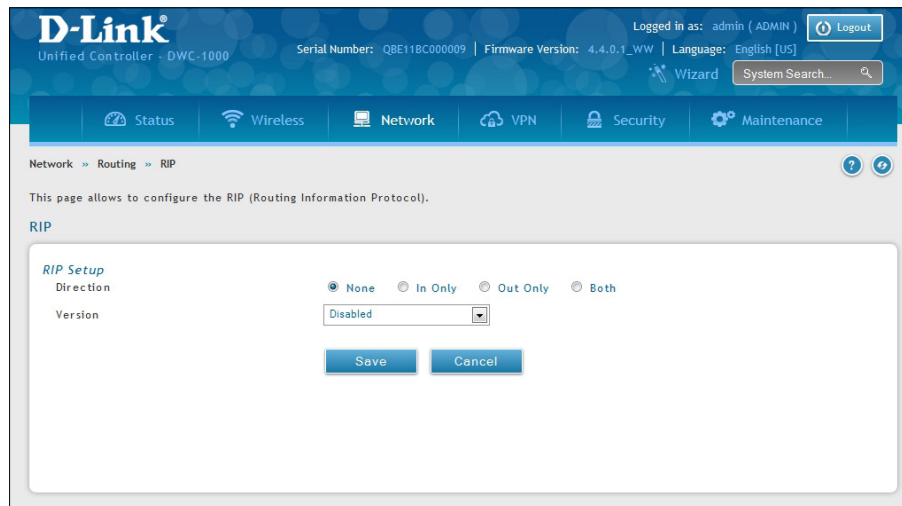 D-Link®
Unified Controller - DWC-1000
Logged in as: admin ( ADMIN ) Logout
Serial Number: QBE11BC000009 | Firmware Version: 4.4.0.1_WW | Language: English [US]
Wizard System Search...
Status Wireless Network VPN Security Maintenance
Network » Routing » RIP
?
This page allows to configure the RIP (Routing Information Protocol).
RIP
RIP Setup
Direction None In Only Out Only Both
Version Disabled
Save Cancel